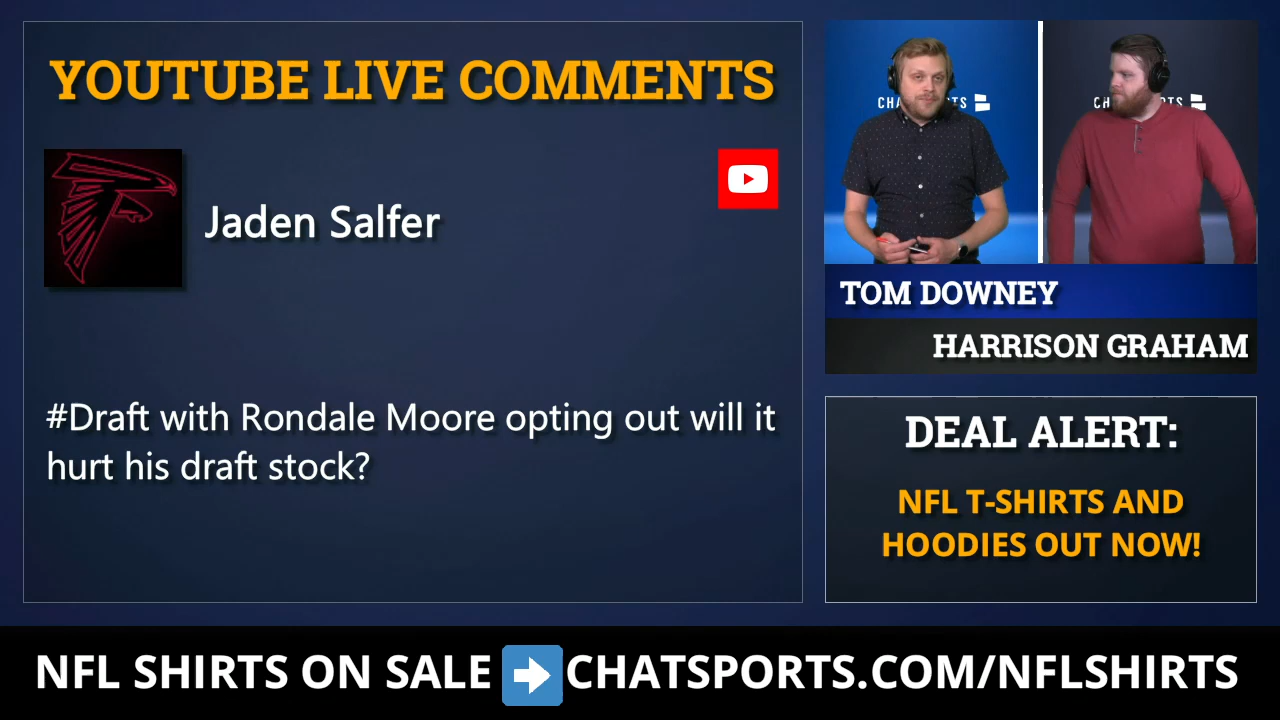 YOUTUBE LIVE COMMENTS
Jaden Salfer
#Draft with Rondale Moore opting out will it
hurt his draft stock?
TOM DOWNEY
HARRISON GRAHAM
DEAL ALERT:
NFL T-SHIRTS AND
HOODIES OUT NOW!
NFL SHIRTS ON SALE ➡ CHATSPORTS.COM/NFLSHIRTS